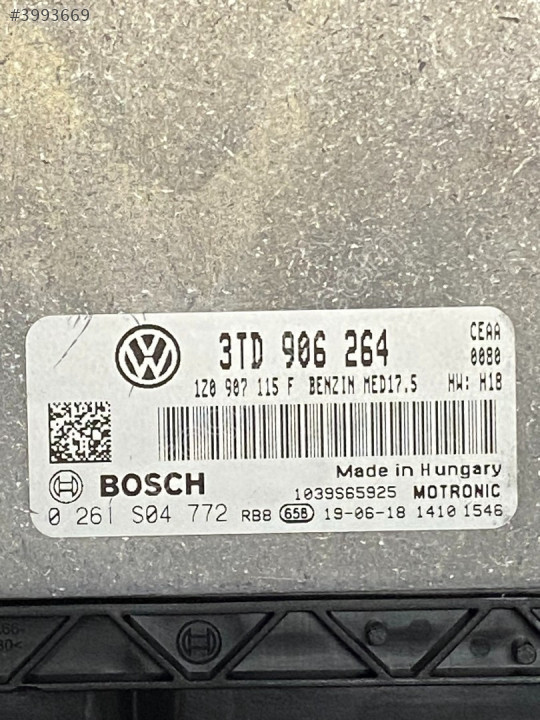 #3993669
3TD 906 264
CEAA
0080
1Z0 907 115 F BENZIN MED17.5 HW: H18
Made in Hungary
BOSCH
1039S65925 MOTRONIC
0 261 S04 772 RB8 65B 19-06-18 1410 1546